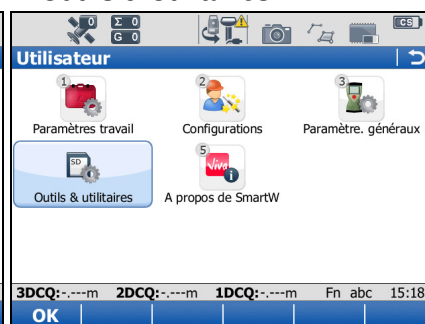 0 Σ 0
G 0
CS
Utilisateur
1 2 3
Paramètres travail Configurations Paramètre. généraux
SD 5 Viva
Outils & utilitaires A propos de SmartW
3DCQ:-.---m 2DCQ:-.---m 1DCQ:-.---m Fn abc 15:18
OK